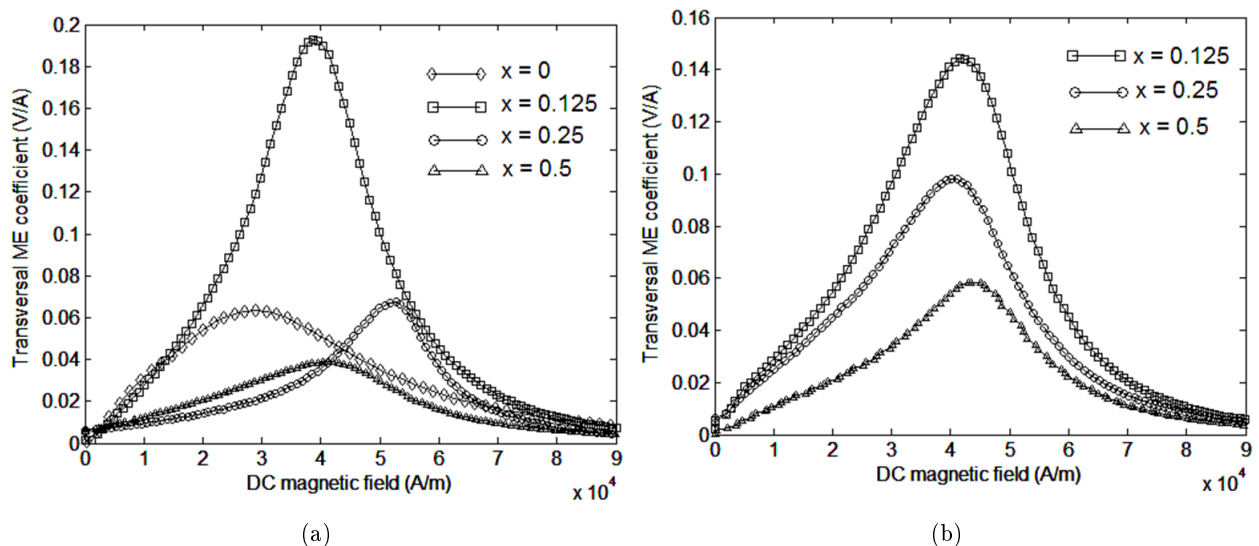 Transversal ME coefficient (V/A)
0.2
0.18
0.16
0.14
0.12
0.1
0.08
0.06
0.04
0.02
0
x = 0
x = 0.125
x = 0.25
x = 0.5
0 1 2 3 4 5 6 7 8 9
DC magnetic field (A/m)
x 10^4
(a)
Transversal ME coefficient (V/A)
0.16
0.14
0.12
0.1
0.08
0.06
0.04
0.02
0
x = 0.125
x = 0.25
x = 0.5
0 1 2 3 4 5 6 7 8 9
DC magnetic field (A/m)
x 10^4
(b)